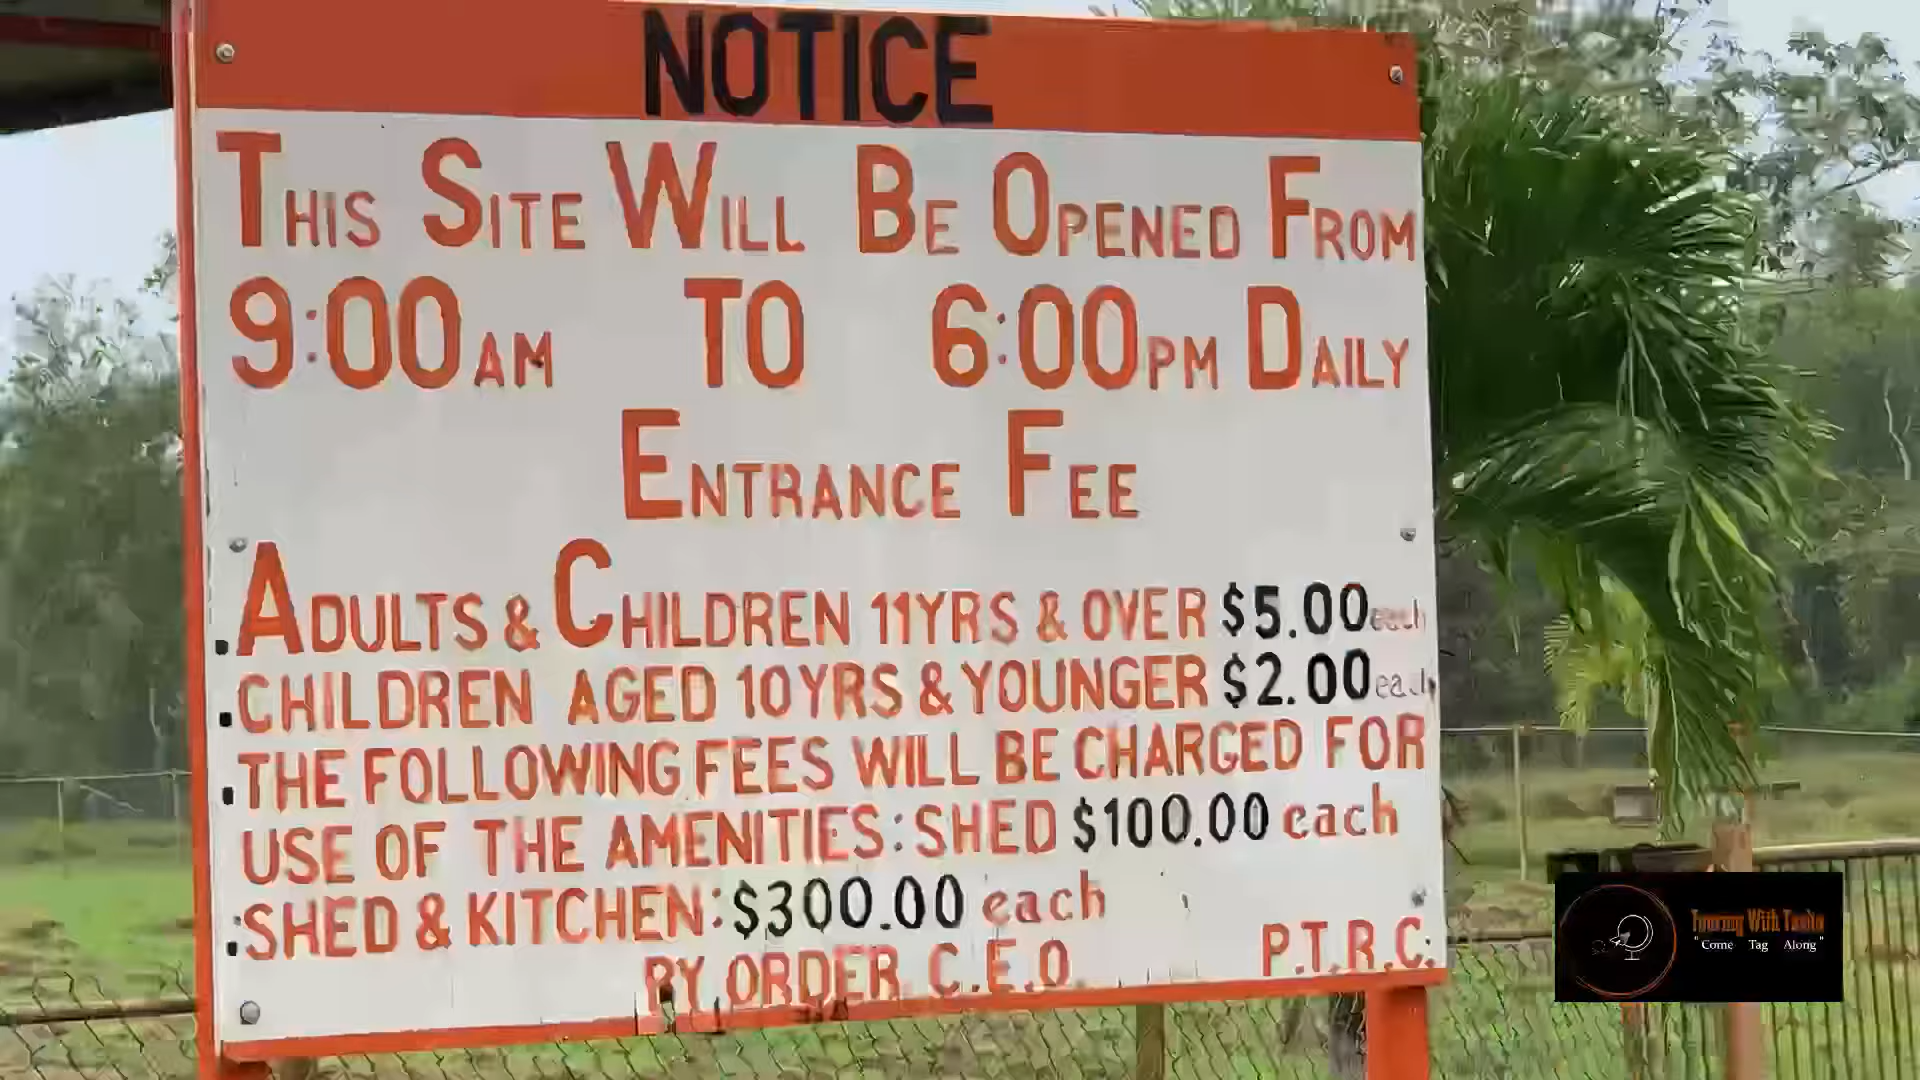 NOTICE
THIS SITE WILL BE OPENED FROM
9:00AM TO 6:00PM DAILY
ENTRANCE FEE
.ADULTS & CHILDREN 11YRS & OVER $5.00each
.CHILDREN AGED 10YRS & YOUNGER $2.00each
.THE FOLLOWING FEES WILL BE CHARGED FOR
USE OF THE AMENITIES: SHED $100.00 each
:SHED & KITCHEN: $300.00 each
BY ORDER C.E.O. P.T.R.C.
Touring With
"Come Tag Along"